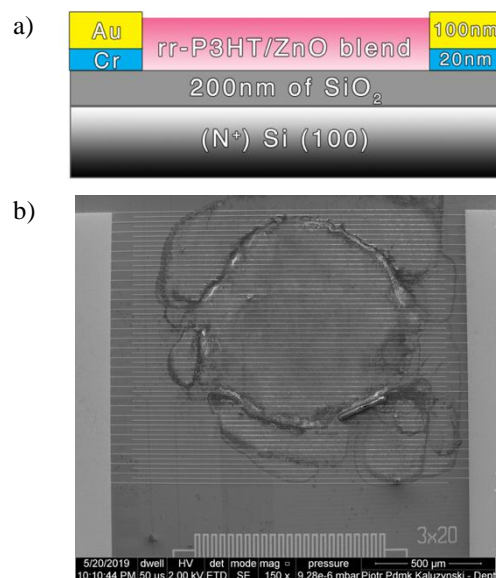 a)
Au
Cr
rr-P3HT/ZnO blend
100nm
20nm
200nm of SiO₂
(N⁺) Si (100)
b)
3x20
5/20/2019 dwell HV det mode mag pressure 500 µm
10:10:44 PM 50 µs 2.00 kV ETD SE 150 x 9.28e-6 mbar Piotr Pdmk Kaluzynski - Dep